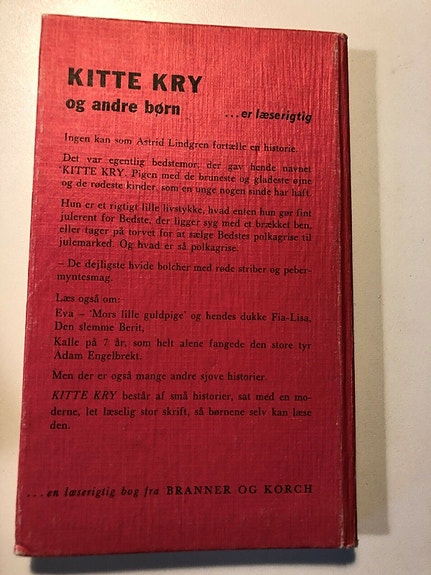 KITTE KRY
og andre børn
...er læserigtig
Ingen kan som Astrid Lindgren fortælle en historie.
Det var egentlig bedstemor, der gav hende navnet
'KITTE KRY. Pigen med de bruneste og gladeste øjne
og de rødeste kinder, som en unge nogen sinde har haft.
Hun er et rigtigt lille livstykke, hvad enten hun gør fint
julerent for Bedste, der ligger syg med et brækket ben,
eller tager på torvet for at sælge Bedstes polkagrise til
julemarked. Og hvad er så polkagrise?
– De dejligste hvide bolcher med røde striber og peber-
myntesmag.
Læs også om:
Eva – 'Mors lille guldpige' og hendes dukke Fia-Lisa,
Den slemme Berit,
Kalle på 7 år, som helt alene fangede den store tyr
Adam Engelbrekt.
Men der er også mange andre sjove historier.
KITTE KRY består af små historier, sat med en mo-
derne, let læselig stor skrift, så børnene selv kan læse
den.
...en læserigtig bog fra BRANNER OG KORCH